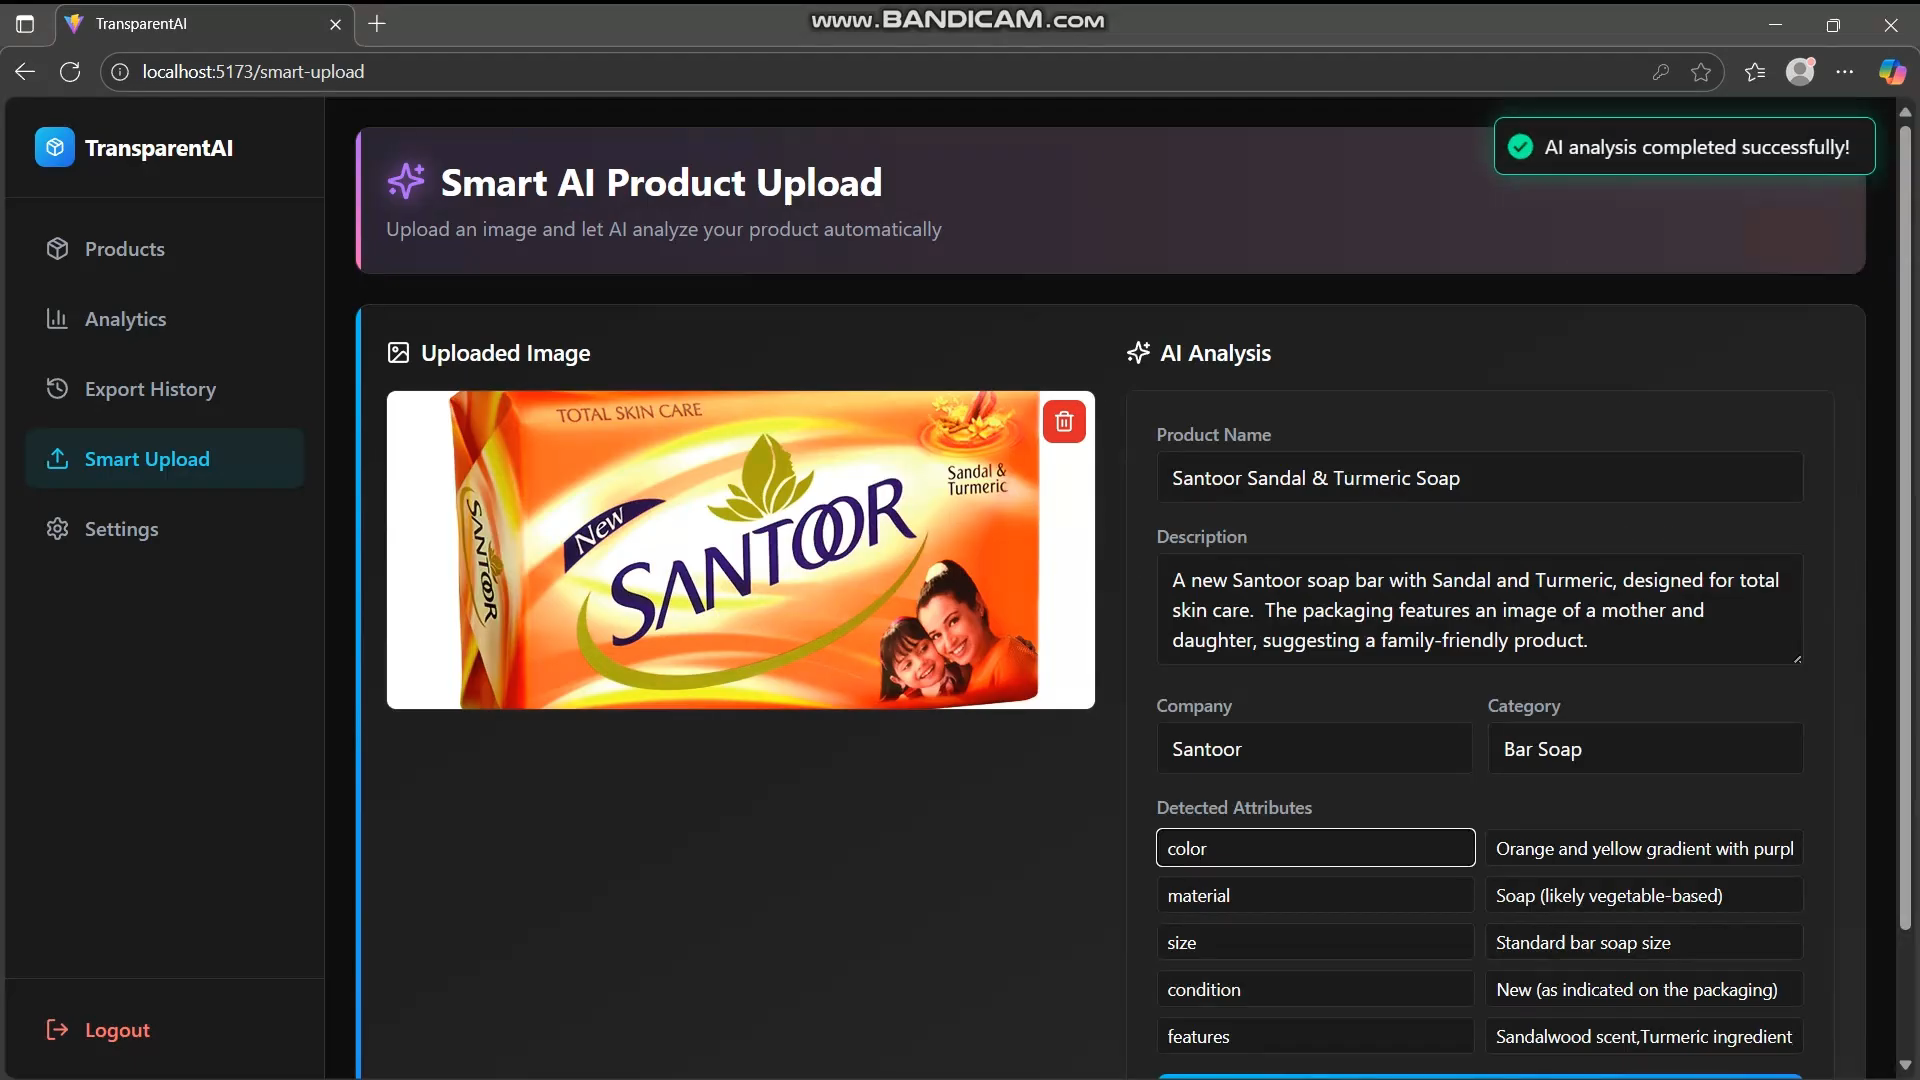 TransparentAI
www.BANDICAM.com
localhost:5173/smart-upload
TransparentAI
Products
Analytics
Export History
Smart Upload
Settings
Logout
Smart AI Product Upload
Upload an image and let AI analyze your product automatically
AI analysis completed successfully!
Uploaded Image
TOTAL SKIN CARE
Sandal &
Turmeric
New
SANTOOR
SANTOOR
AI Analysis
Product Name
Santoor Sandal & Turmeric Soap
Description
A new Santoor soap bar with Sandal and Turmeric, designed for total
skin care.  The packaging features an image of a mother and
daughter, suggesting a family-friendly product.
Company
Category
Santoor
Bar Soap
Detected Attributes
color
Orange and yellow gradient with purpl
material
Soap (likely vegetable-based)
size
Standard bar soap size
condition
New (as indicated on the packaging)
features
Sandalwood scent,Turmeric ingredient